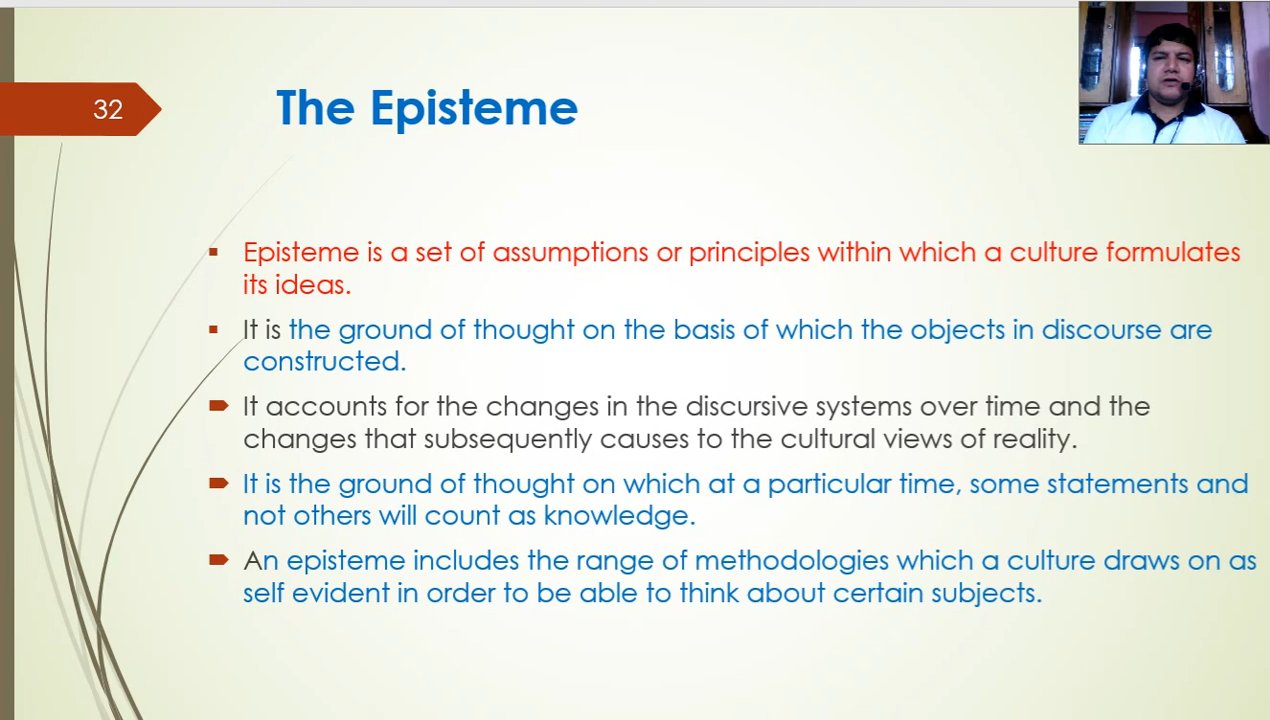 32
The Episteme
Episteme is a set of assumptions or principles within which a culture formulates
its ideas.
It is the ground of thought on the basis of which the objects in discourse are
constructed.
It accounts for the changes in the discursive systems over time and the
changes that subsequently causes to the cultural views of reality.
It is the ground of thought on which at a particular time, some statements and
not others will count as knowledge.
An episteme includes the range of methodologies which a culture draws on as
self evident in order to be able to think about certain subjects.